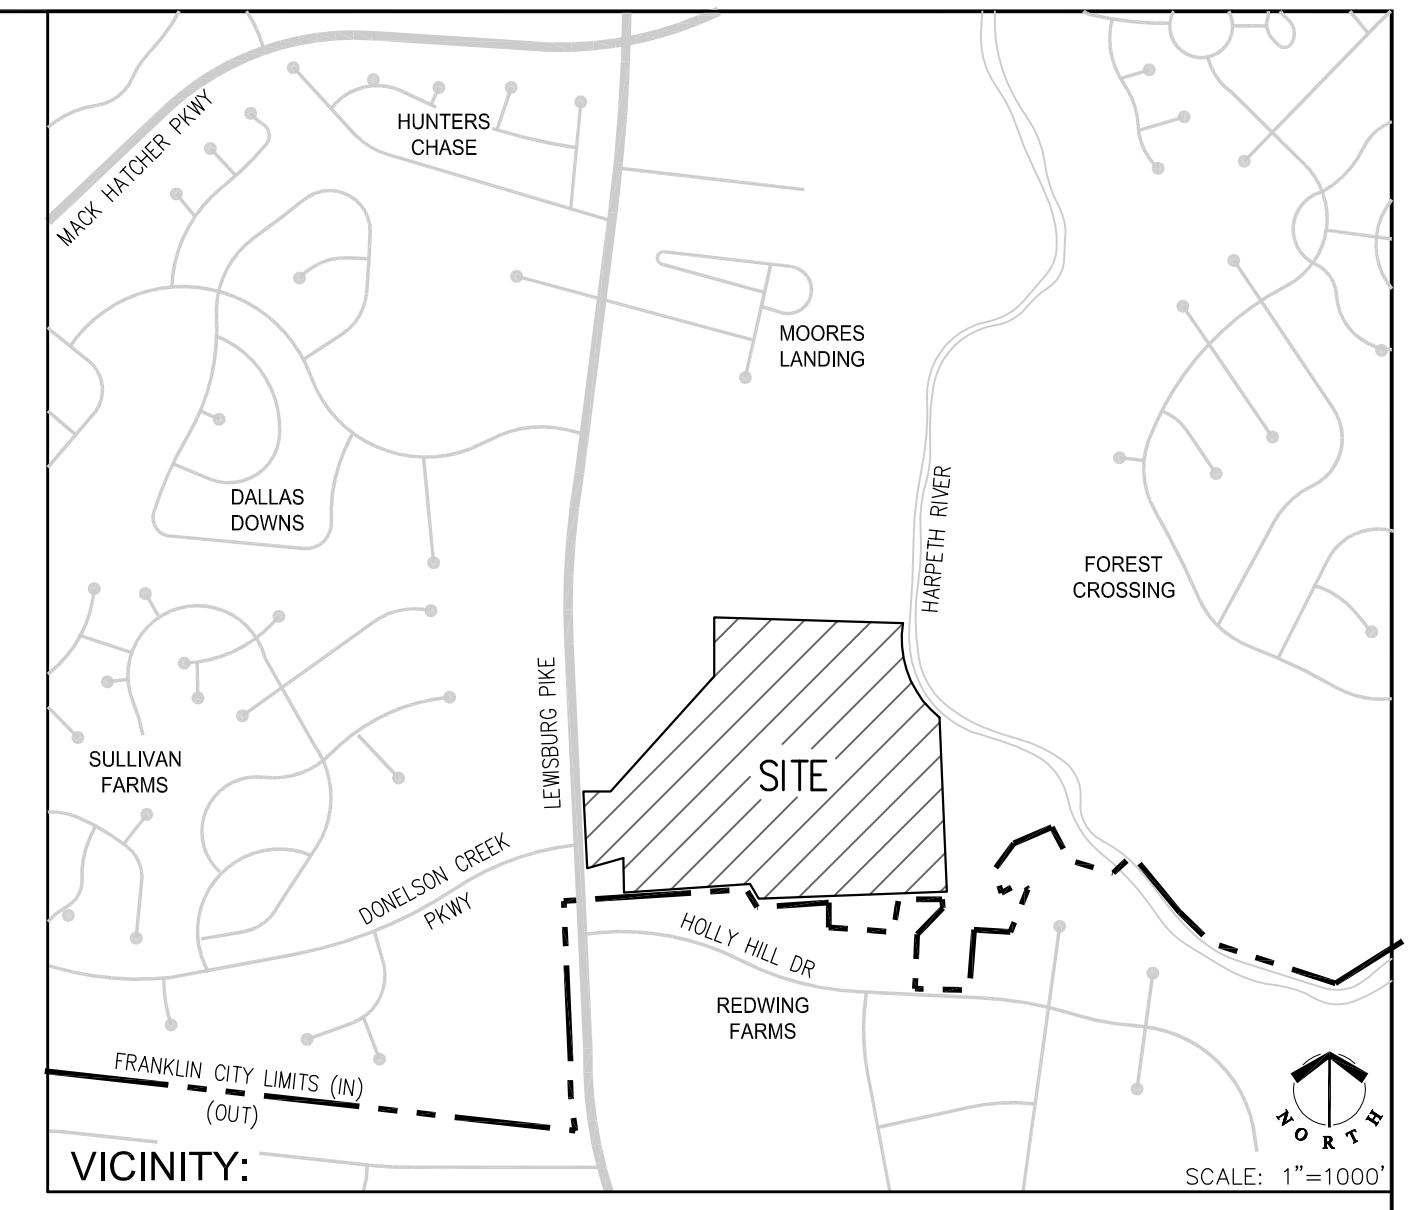 MACK HATCHER PKWY
HUNTERS
CHASE
MOORES
LANDING
DALLAS
DOWNS
HARPETH RIVER
FOREST
CROSSING
LEWISBURG PIKE
SITE
SULLIVAN
FARMS
DONELSON CREEK
PKWY
HOLLY HILL DR
REDWING
FARMS
FRANKLIN CITY LIMITS (IN)
(OUT)
NORTH
VICINITY:
SCALE: 1"=1000'